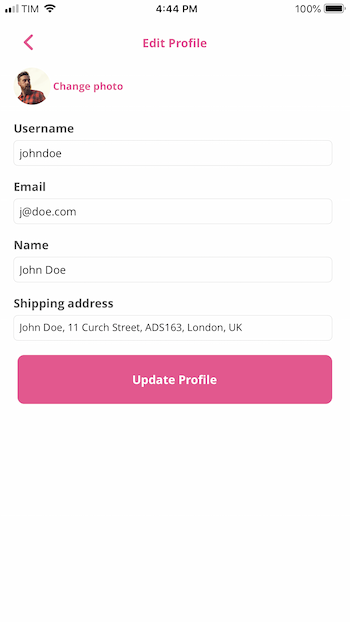 TIM 4:44 PM 100%
Edit Profile
Change photo
Username
johndoe
Email
j@doe.com
Name
John Doe
Shipping address
John Doe, 11 Curch Street, ADS163, London, UK
Update Profile